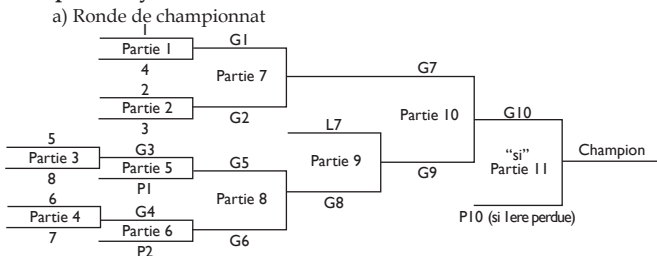 a) Ronde de championnat
1
Partie 1
4
G1
Partie 7
2
Partie 2
3
G2
G7
Partie 10
G10
L7
Partie 9
G9
"si"
Partie 11
Champion
P10 (si 1ere perdue)
5
Partie 3
8
G3
Partie 5
P1
G5
Partie 8
G8
6
Partie 4
7
G4
Partie 6
P2
G6